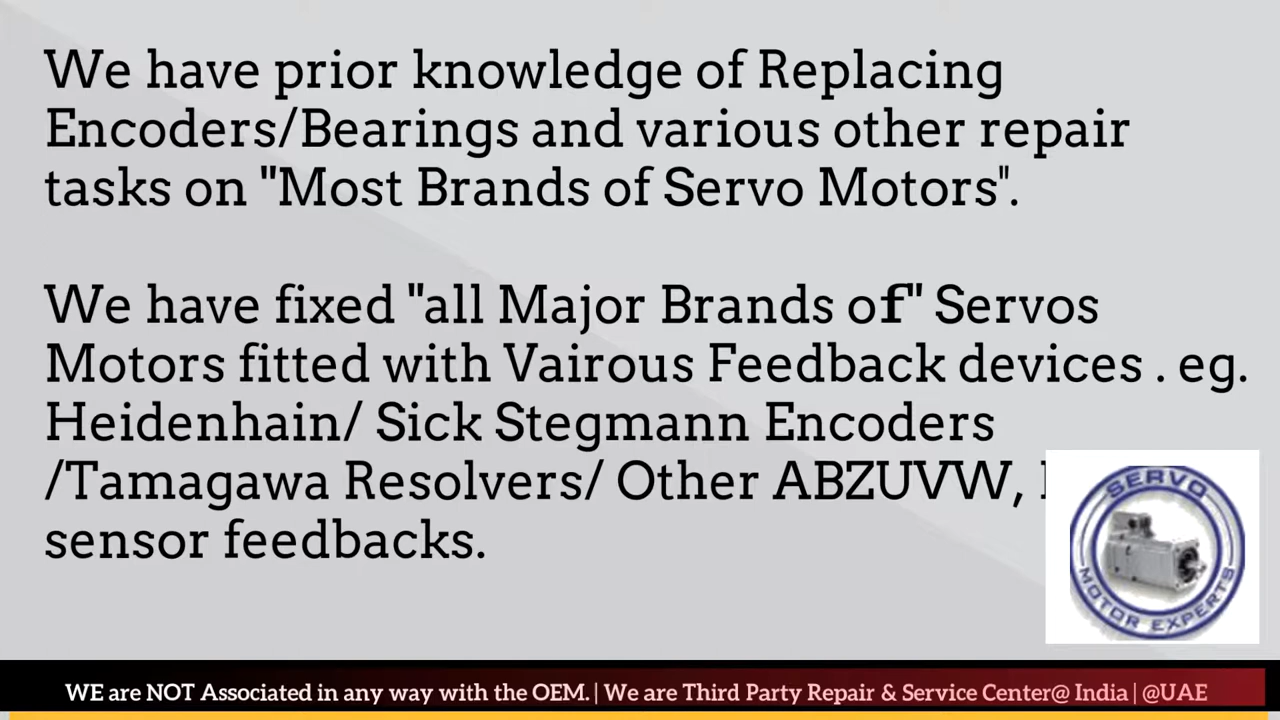 We have prior knowledge of Replacing
Encoders/Bearings and various other repair
tasks on "Most Brands of Servo Motors".
We have fixed "all Major Brands of" Servos
Motors fitted with Vairous Feedback devices . eg.
Heidenhain/ Sick Stegmann Encoders
/Tamagawa Resolvers/ Other ABZUVW,
sensor feedbacks.
SERVO
MOTOR EXPERTS
WE are NOT Associated in any way with the OEM. | We are Third Party Repair & Service Center@ India | @UAE